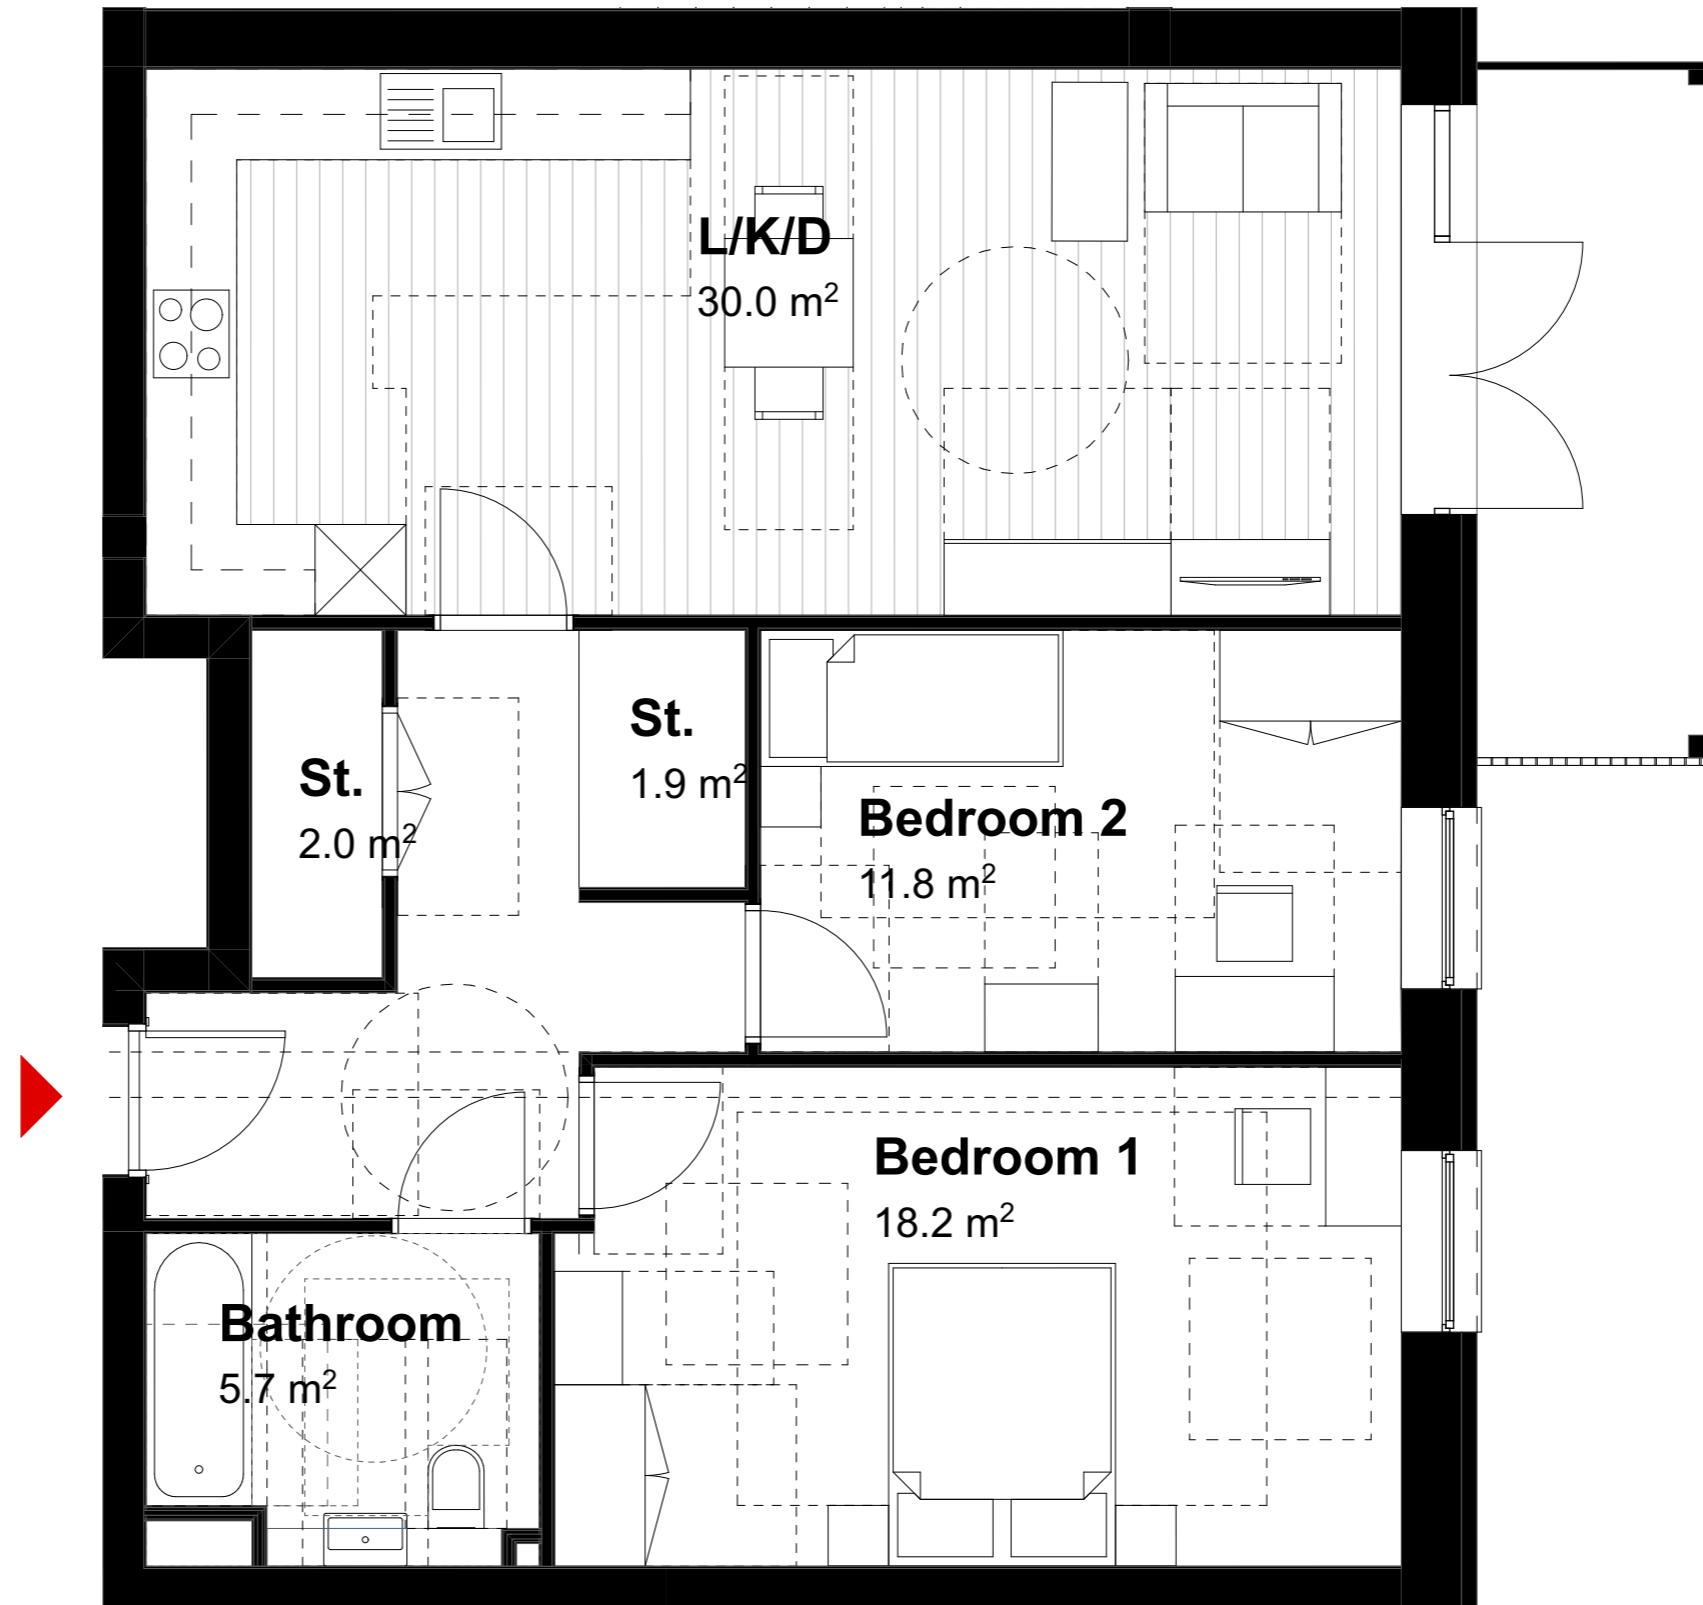 L/K/D
30.0 m²
St.
1.9 m²
St.
2.0 m²
Bedroom 2
11.8 m²
Bedroom 1
18.2 m²
Bathroom
5.7 m²